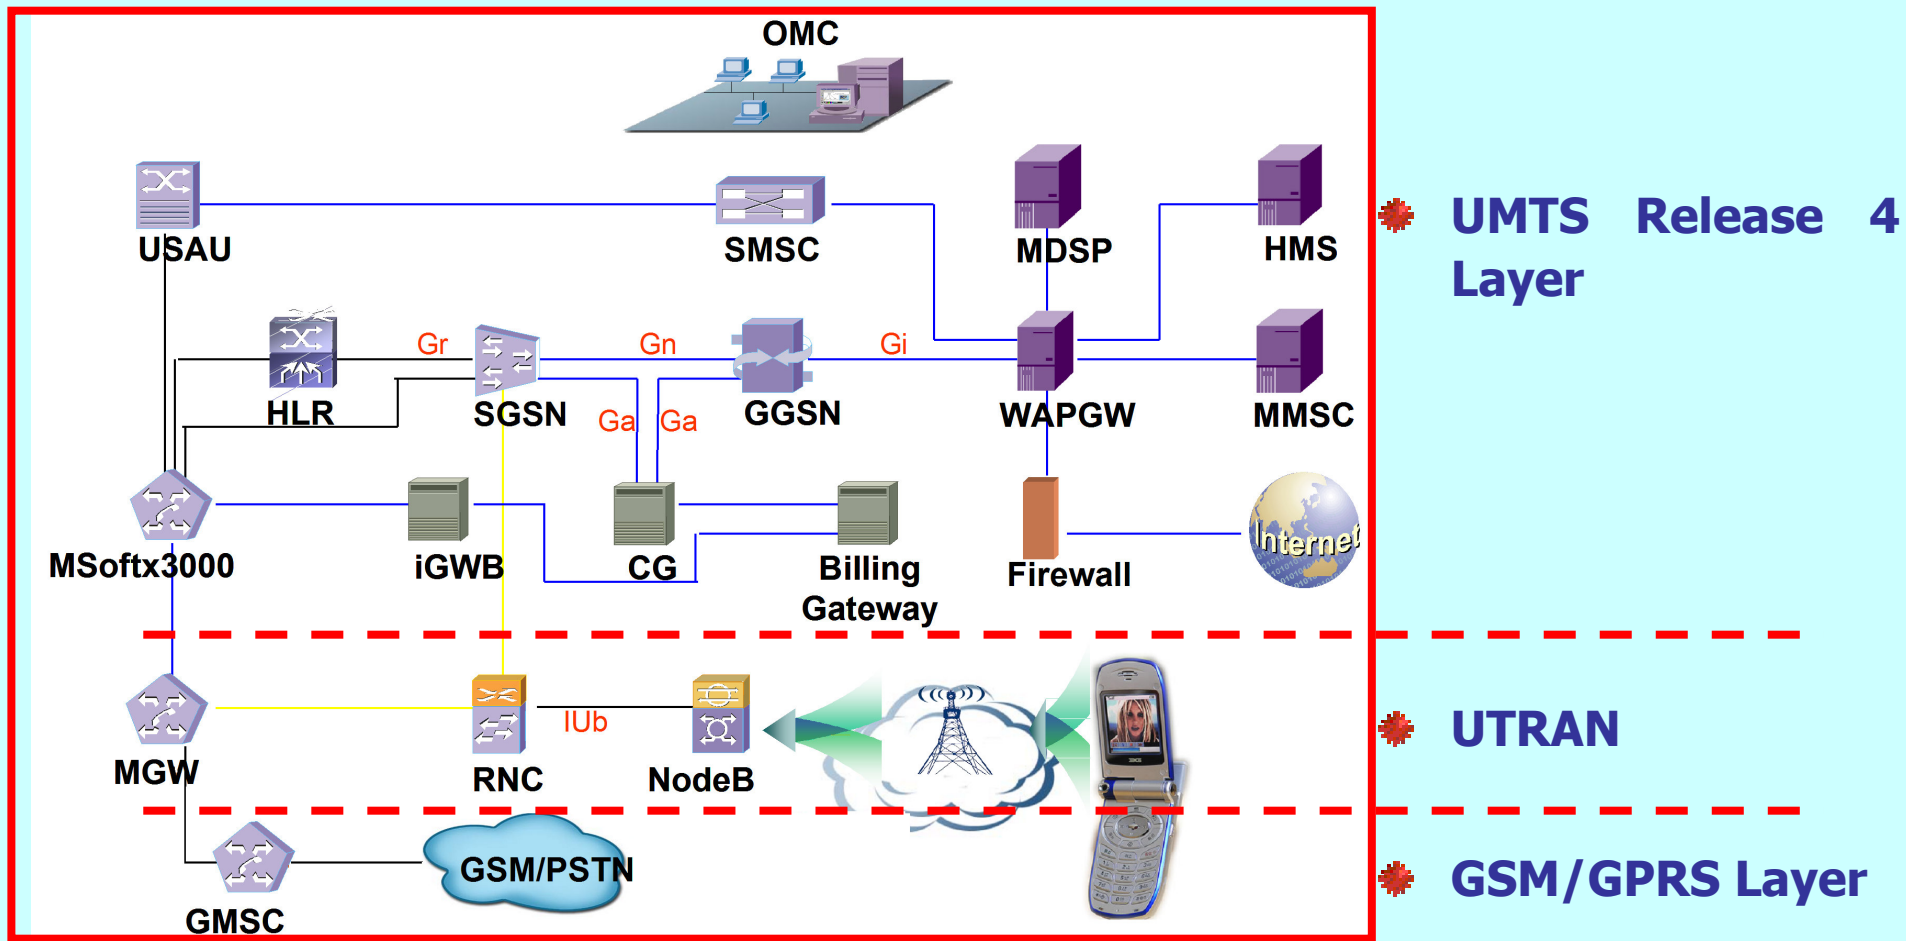 OMC
USAU
SMSC
MDSP
HMS
UMTS Release 4
Layer
Gr
Gn
Gi
HLR
SGSN
Ga
Ga
GGSN
WAPGW
MMSC
MSoftx3000
iGWB
CG
Billing
Gateway
Firewall
Internet
IUb
MGW
RNC
NodeB
UTRAN
GSM/PSTN
GMSC
GSM/GPRS Layer